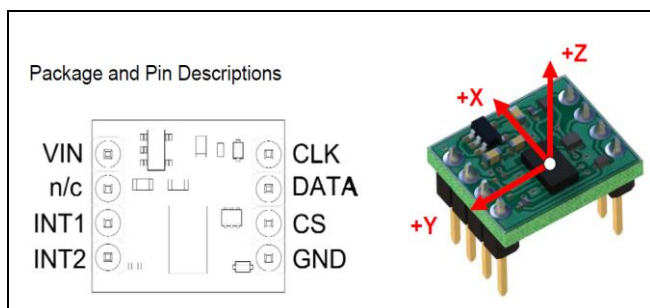 Package and Pin Descriptions
VIN
n/c
INT1
INT2
CLK
DATA
CS
GND
+Z
+X
+Y